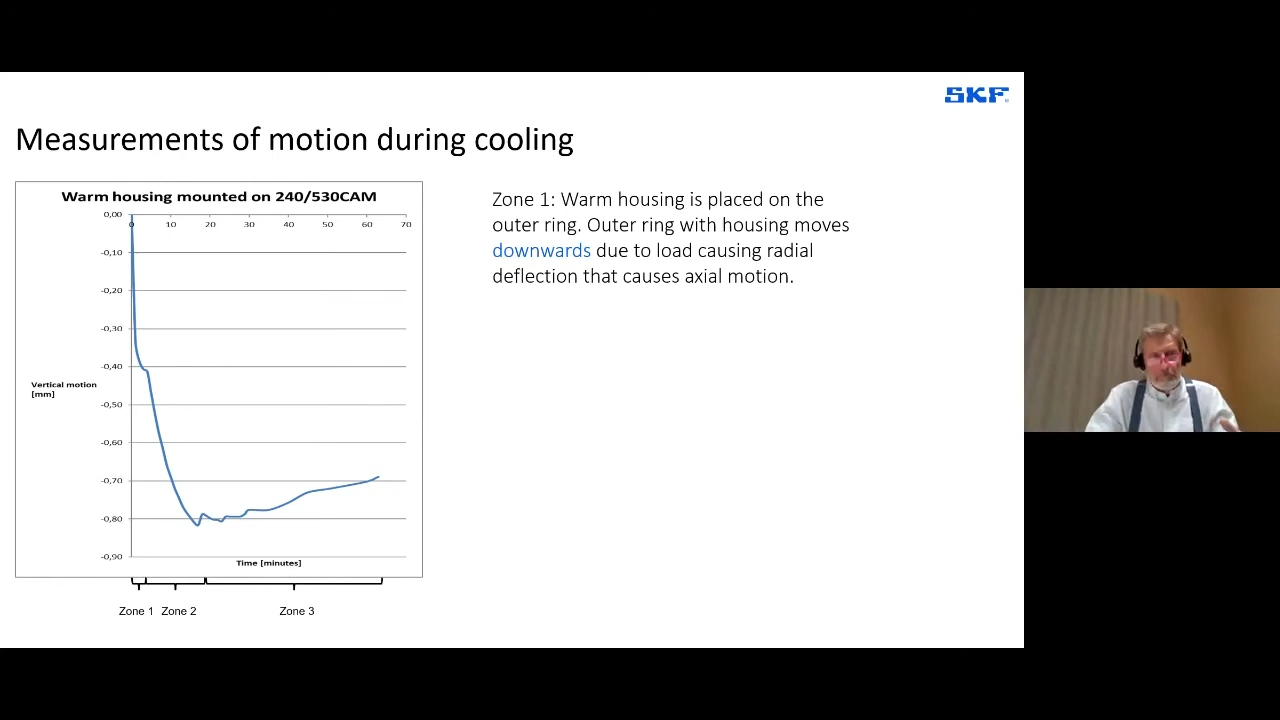 SKF
Measurements of motion during cooling
Warm housing mounted on 240/530CAM
0,00
0 10 20 30 40 50 60 70
-0,10
-0,20
-0,30
-0,40
Vertical motion
[mm]
-0,50
-0,60
-0,70
-0,80
-0,90
Time [minutes]
Zone 1 Zone 2 Zone 3
Zone 1: Warm housing is placed on the
outer ring. Outer ring with housing moves
downwards due to load causing radial
deflection that causes axial motion.